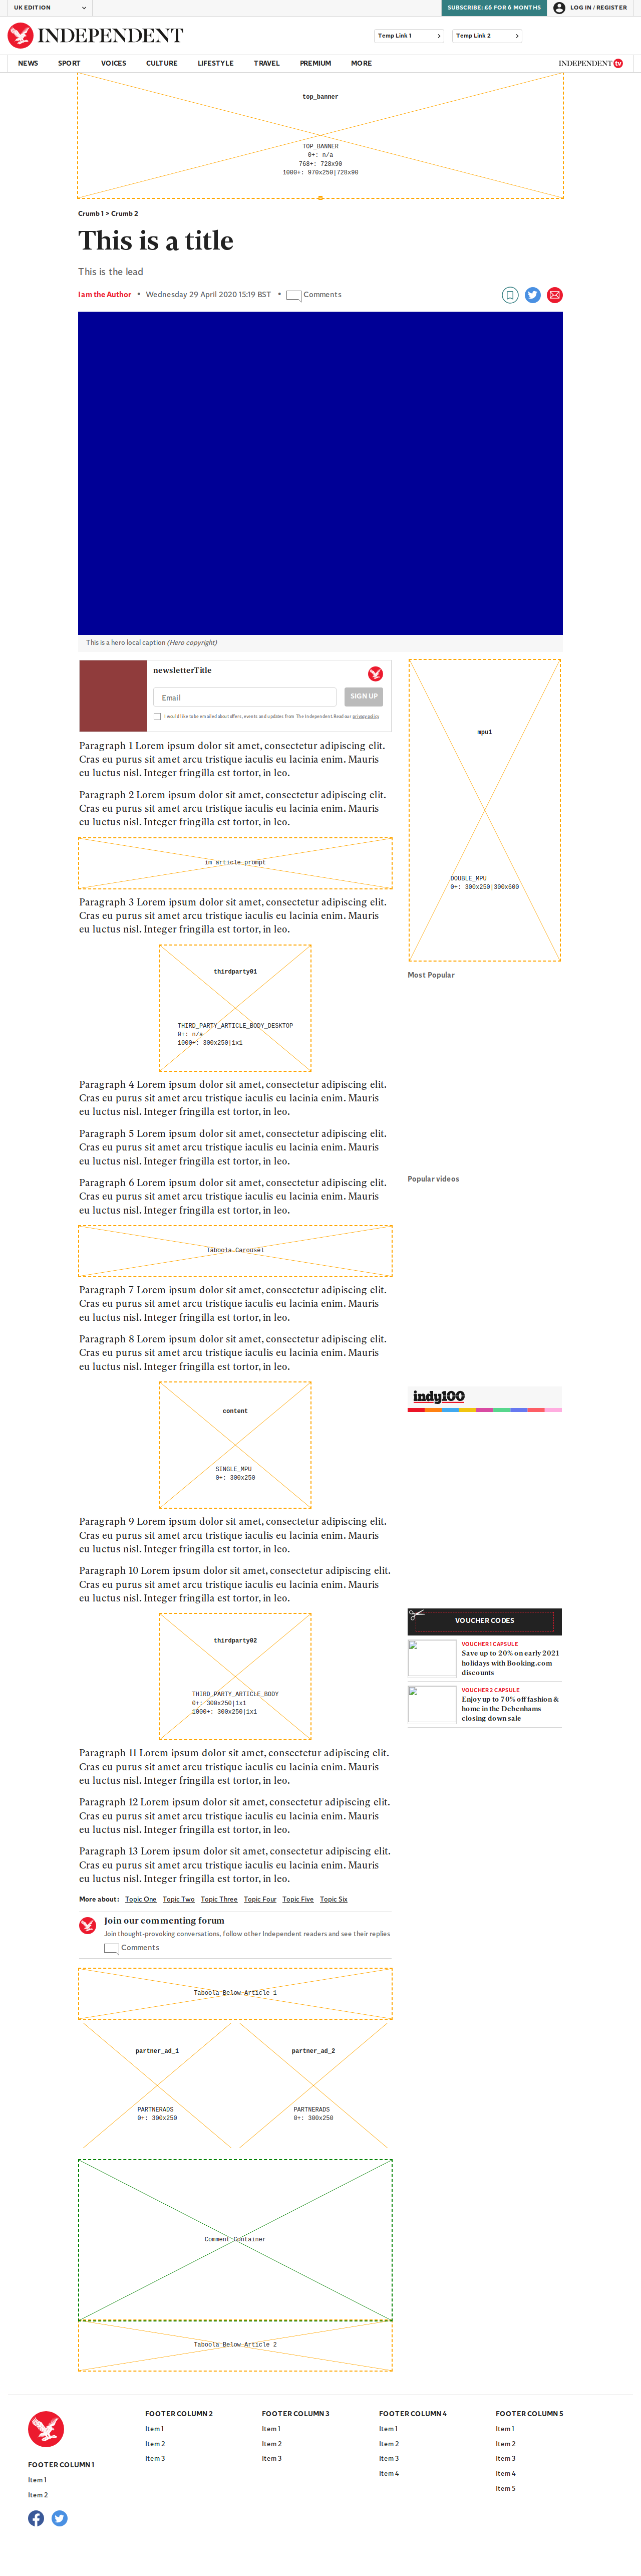 UK EDITION
SUBSCRIBE: £6 FOR 6 MONTHS
LOG IN / REGISTER
INDEPENDENT
Temp Link 1
Temp Link 2
NEWS SPORT VOICES CULTURE LIFESTYLE TRAVEL PREMIUM MORE
INDEPENDENT tv
top_banner
TOP_BANNER
0+: n/a
768+: 728x90
1000+: 970x250|728x90
Crumb 1 > Crumb 2
This is a title
This is the lead
I am the Author • Wednesday 29 April 2020 15:19 BST • Comments
This is a hero local caption (Hero copyright)
newsletterTitle
Email
SIGN UP
I would like to be emailed about offers, events and updates from The Independent. Read our privacy policy
Paragraph 1 Lorem ipsum dolor sit amet, consectetur adipiscing elit.
Cras eu purus sit amet arcu tristique iaculis eu lacinia enim. Mauris
eu luctus nisl. Integer fringilla est tortor, in leo.
Paragraph 2 Lorem ipsum dolor sit amet, consectetur adipiscing elit.
Cras eu purus sit amet arcu tristique iaculis eu lacinia enim. Mauris
eu luctus nisl. Integer fringilla est tortor, in leo.
im article prompt
Paragraph 3 Lorem ipsum dolor sit amet, consectetur adipiscing elit.
Cras eu purus sit amet arcu tristique iaculis eu lacinia enim. Mauris
eu luctus nisl. Integer fringilla est tortor, in leo.
thirdparty01
THIRD_PARTY_ARTICLE_BODY_DESKTOP
0+: n/a
1000+: 300x250|1x1
Paragraph 4 Lorem ipsum dolor sit amet, consectetur adipiscing elit.
Cras eu purus sit amet arcu tristique iaculis eu lacinia enim. Mauris
eu luctus nisl. Integer fringilla est tortor, in leo.
Paragraph 5 Lorem ipsum dolor sit amet, consectetur adipiscing elit.
Cras eu purus sit amet arcu tristique iaculis eu lacinia enim. Mauris
eu luctus nisl. Integer fringilla est tortor, in leo.
Paragraph 6 Lorem ipsum dolor sit amet, consectetur adipiscing elit.
Cras eu purus sit amet arcu tristique iaculis eu lacinia enim. Mauris
eu luctus nisl. Integer fringilla est tortor, in leo.
Taboola Carousel
Paragraph 7 Lorem ipsum dolor sit amet, consectetur adipiscing elit.
Cras eu purus sit amet arcu tristique iaculis eu lacinia enim. Mauris
eu luctus nisl. Integer fringilla est tortor, in leo.
Paragraph 8 Lorem ipsum dolor sit amet, consectetur adipiscing elit.
Cras eu purus sit amet arcu tristique iaculis eu lacinia enim. Mauris
eu luctus nisl. Integer fringilla est tortor, in leo.
content
SINGLE_MPU
0+: 300x250
Paragraph 9 Lorem ipsum dolor sit amet, consectetur adipiscing elit.
Cras eu purus sit amet arcu tristique iaculis eu lacinia enim. Mauris
eu luctus nisl. Integer fringilla est tortor, in leo.
Paragraph 10 Lorem ipsum dolor sit amet, consectetur adipiscing elit.
Cras eu purus sit amet arcu tristique iaculis eu lacinia enim. Mauris
eu luctus nisl. Integer fringilla est tortor, in leo.
thirdparty02
THIRD_PARTY_ARTICLE_BODY
0+: 300x250|1x1
1000+: 300x250|1x1
Paragraph 11 Lorem ipsum dolor sit amet, consectetur adipiscing elit.
Cras eu purus sit amet arcu tristique iaculis eu lacinia enim. Mauris
eu luctus nisl. Integer fringilla est tortor, in leo.
Paragraph 12 Lorem ipsum dolor sit amet, consectetur adipiscing elit.
Cras eu purus sit amet arcu tristique iaculis eu lacinia enim. Mauris
eu luctus nisl. Integer fringilla est tortor, in leo.
Paragraph 13 Lorem ipsum dolor sit amet, consectetur adipiscing elit.
Cras eu purus sit amet arcu tristique iaculis eu lacinia enim. Mauris
eu luctus nisl. Integer fringilla est tortor, in leo.
More about: Topic One Topic Two Topic Three Topic Four Topic Five Topic Six
Join our commenting forum
Join thought-provoking conversations, follow other Independent readers and see their replies
Comments
Taboola Below Article 1
partner_ad_1
PARTNERADS
0+: 300x250
partner_ad_2
PARTNERADS
0+: 300x250
Comment Container
Taboola Below Article 2
mpu1
DOUBLE_MPU
0+: 300x250|300x600
Most Popular
Popular videos
indy100
VOUCHER CODES
VOUCHER 1 CAPSULE
Save up to 20% on early 2021
holidays with Booking.com
discounts
VOUCHER 2 CAPSULE
Enjoy up to 70% off fashion &
home in the Debenhams
closing down sale
FOOTER COLUMN 1
Item 1
Item 2
FOOTER COLUMN 2
Item 1
Item 2
Item 3
FOOTER COLUMN 3
Item 1
Item 2
Item 3
FOOTER COLUMN 4
Item 1
Item 2
Item 3
Item 4
FOOTER COLUMN 5
Item 1
Item 2
Item 3
Item 4
Item 5